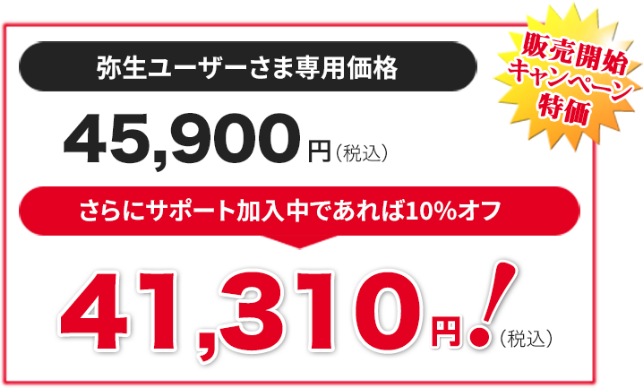 販売開始
キャンペーン
特価
弥生ユーザーさま専用価格
45,900円(税込)
さらにサポート加入中であれば10%オフ
41,310円!(税込)